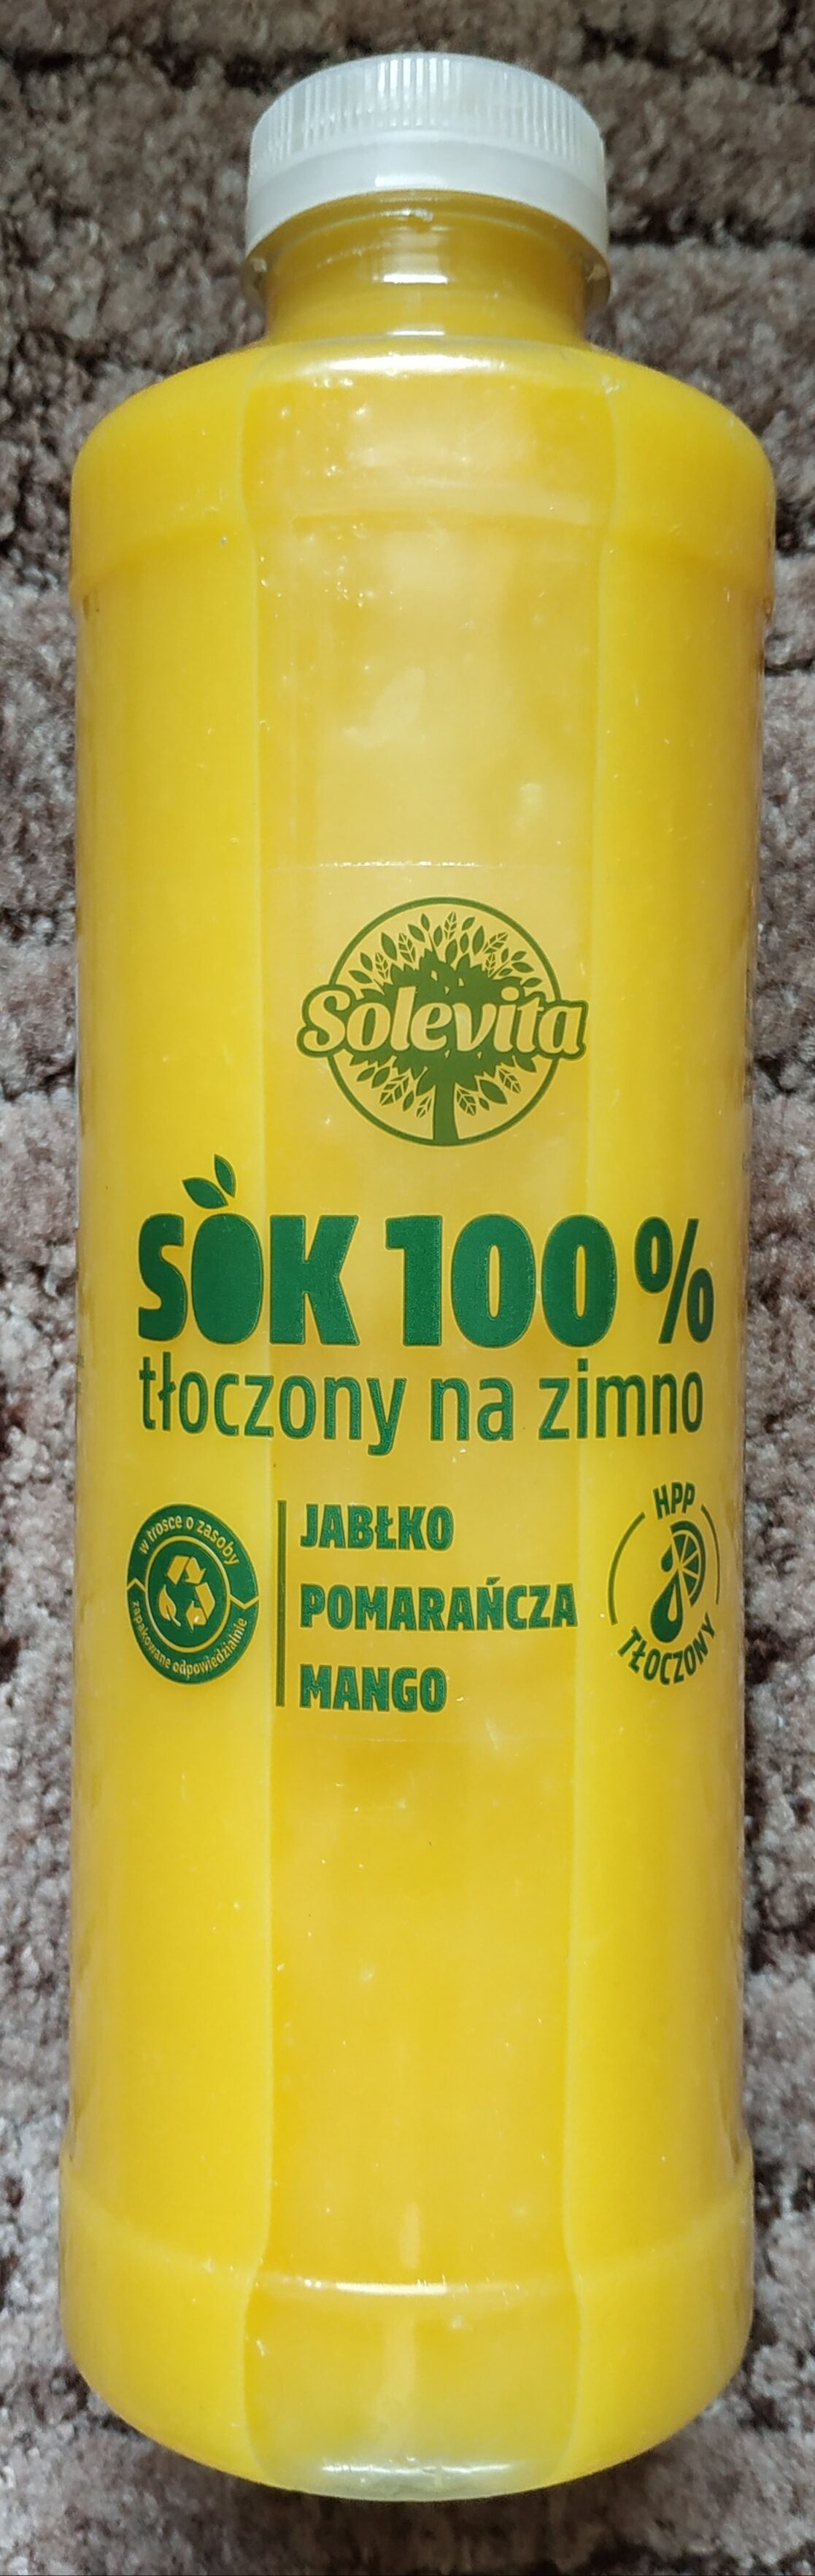 Solevita
SOK 100 %
tłoczony na zimno
w trosce o zasoby
zapakowane odpowiedzialnie
JABŁKO
POMARAŃCZA
MANGO
HPP
TŁOCZONY